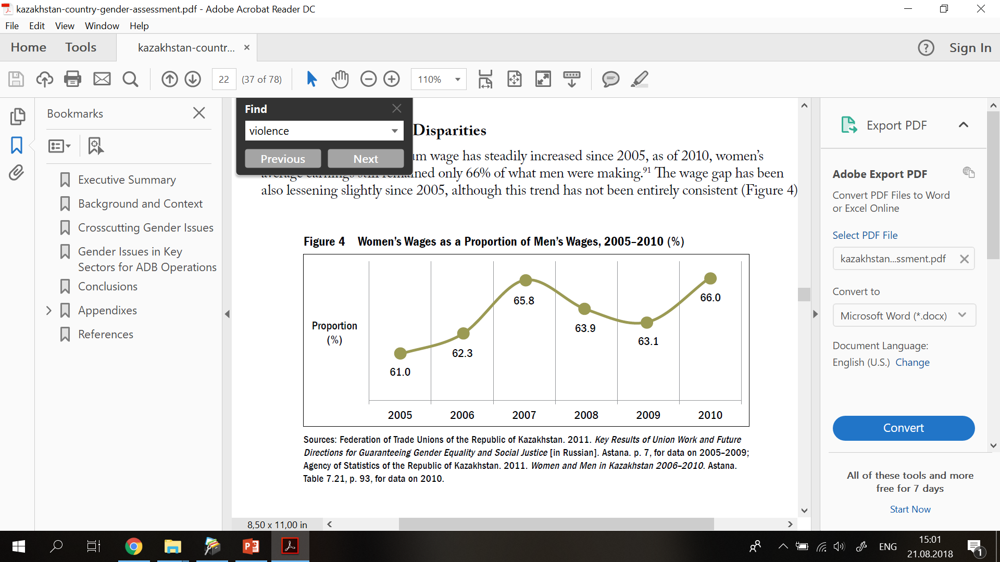 kazakhstan-country-gender-assessment.pdf - Adobe Acrobat Reader DC
File Edit View Window Help
Home Tools kazakhstan-countr... × ? Sign In
22 (37 of 78) 110%
Bookmarks
Executive Summary
Background and Context
Crosscutting Gender Issues
Gender Issues in Key
Sectors for ADB Operations
Conclusions
Appendixes
References
Find
violence
Previous Next
Disparities
um wage has steadily increased since 2005, as of 2010, women's
ained only 66% of what men were making.91 The wage gap has been
also lessening slightly since 2005, although this trend has not been entirely consistent (Figure 4)
Figure 4 Women's Wages as a Proportion of Men's Wages, 2005–2010 (%)
Proportion
(%)
61.0
62.3
65.8
63.9
63.1
66.0
2005 2006 2007 2008 2009 2010
Sources: Federation of Trade Unions of the Republic of Kazakhstan. 2011. Key Results of Union Work and Future
Directions for Guaranteeing Gender Equality and Social Justice [in Russian]. Astana. p. 7, for data on 2005–2009;
Agency of Statistics of the Republic of Kazakhstan. 2011. Women and Men in Kazakhstan 2006–2010. Astana.
Table 7.21, p. 93, for data on 2010.
8,50 x 11,00 in
Export PDF
Adobe Export PDF
Convert PDF Files to Word
or Excel Online
Select PDF File
kazakhstan...ssment.pdf
Convert to
Microsoft Word (*.docx)
Document Language:
English (U.S.) Change
Convert
All of these tools and more
free for 7 days
Start Now
ENG
15:01
21.08.2018
1